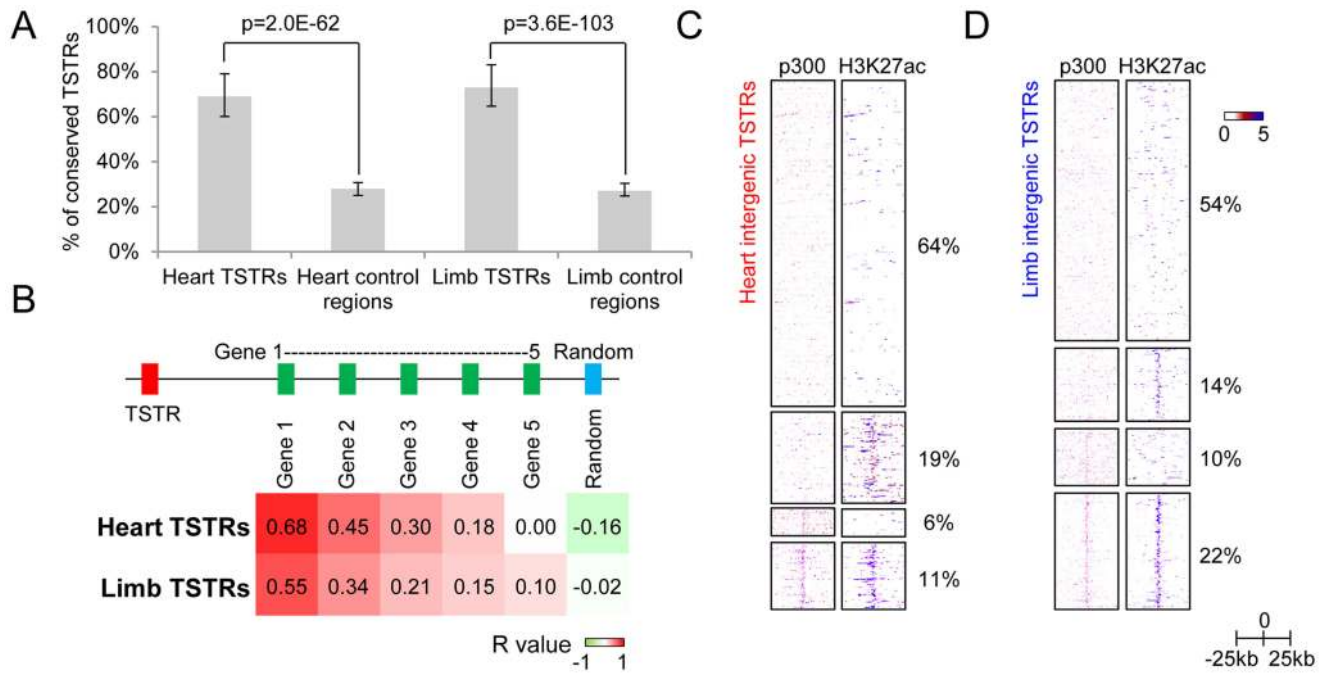 A
% of conserved TSTRs
100%
80%
60%
40%
20%
0%
p=2.0E-62
p=3.6E-103
Heart TSTRs
Heart control
regions
Limb TSTRs
Limb control
regions
B
Gene 1-----------------------------5 Random
TSTR
Gene 1
Gene 2
Gene 3
Gene 4
Gene 5
Random
Heart TSTRs 0.68 0.45 0.30 0.18 0.00 -0.16
Limb TSTRs 0.55 0.34 0.21 0.15 0.10 -0.02
R value
-1 1
C
p300 H3K27ac
Heart intergenic TSTRs
64%
19%
6%
11%
D
p300 H3K27ac
Limb intergenic TSTRs
0 5
54%
14%
10%
22%
0
-25kb 25kb